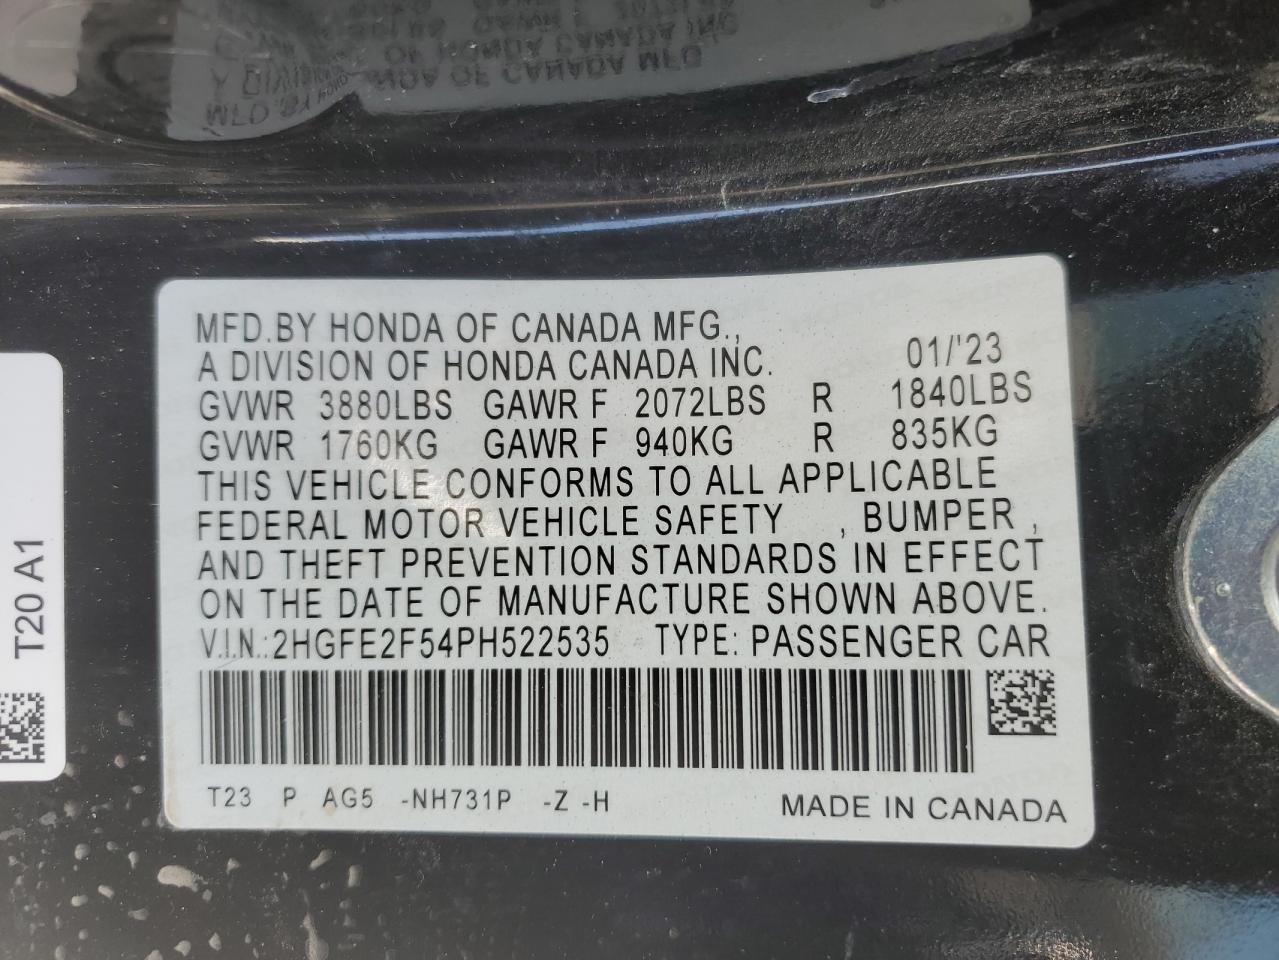 MFD.BY HONDA OF CANADA MFG.,
A DIVISION OF HONDA CANADA INC. 01/'23
GVWR 3880LBS GAWR F 2072LBS R 1840LBS
GVWR 1760KG GAWR F 940KG R 835KG
THIS VEHICLE CONFORMS TO ALL APPLICABLE
FEDERAL MOTOR VEHICLE SAFETY , BUMPER ,
AND THEFT PREVENTION STANDARDS IN EFFECT
ON THE DATE OF MANUFACTURE SHOWN ABOVE.
V.I.N.:2HGFE2F54PH522535 TYPE: PASSENGER CAR
T23 P AG5 -NH731P -Z -H MADE IN CANADA
T20 A1